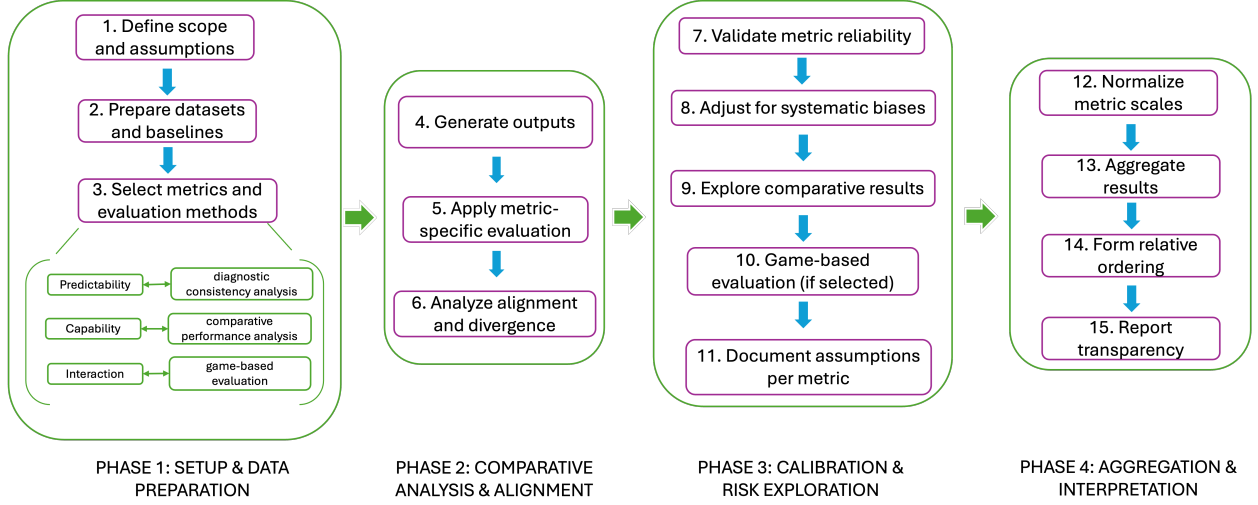 1. Define scope
and assumptions
2. Prepare datasets
and baselines
3. Select metrics and
evaluation methods
Predictability
diagnostic
consistency analysis
Capability
comparative
performance analysis
Interaction
game-based
evaluation
PHASE 1: SETUP & DATA
PREPARATION
4. Generate outputs
5. Apply metric-
specific evaluation
6. Analyze alignment
and divergence
PHASE 2: COMPARATIVE
ANALYSIS & ALIGNMENT
7. Validate metric reliability
8. Adjust for systematic biases
9. Explore comparative results
10. Game-based
evaluation (if selected)
11. Document assumptions
per metric
PHASE 3: CALIBRATION &
RISK EXPLORATION
12. Normalize
metric scales
13. Aggregate
results
14. Form relative
ordering
15. Report
transparency
PHASE 4: AGGREGATION &
INTERPRETATION